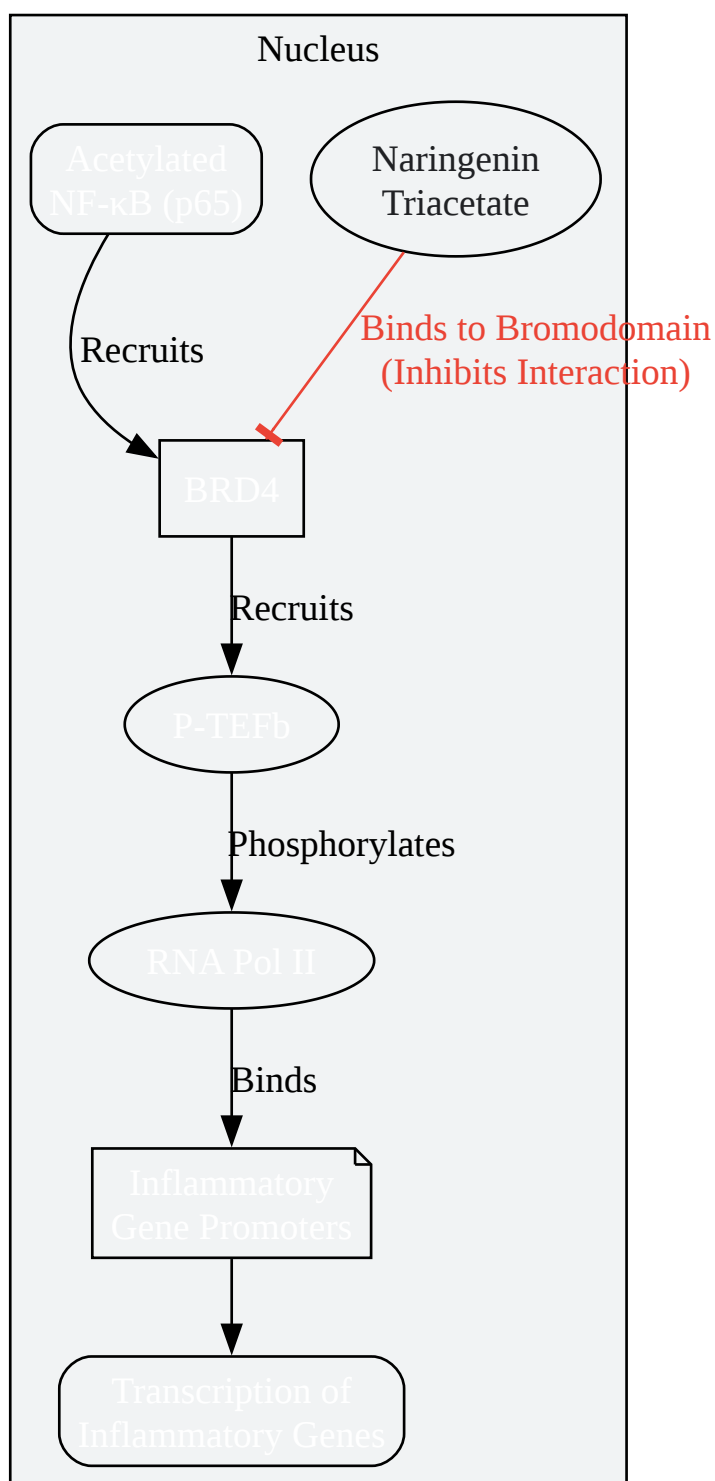 Nucleus
Acetylated
NF-κB (p65)
Naringenin
Triacetate
Recruits
Binds to Bromodomain
(Inhibits Interaction)
BRD4
Recruits
P-TEFb
Phosphorylates
RNA Pol II
Binds
Inflammatory
Gene Promoters
Transcription of
Inflammatory Genes